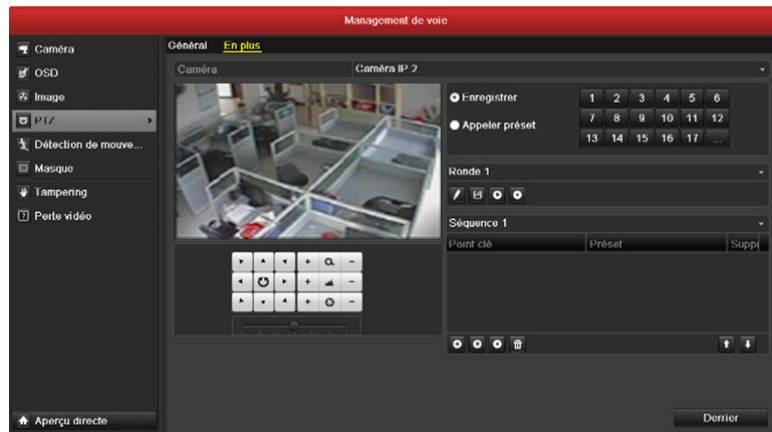 Management de voie
Caméra
OSD
Image
PTZ
Détection de mouve...
Masque
Tampering
Perte vidéo
Aperçu directe
Général En plus
Caméra Caméra IP 2
Enregistrer
Appeler préset
1 2 3 4 5 6
7 8 9 10 11 12
13 14 15 16 17 ...
Ronde 1
Séquence 1
Point clé Préset Suppi
Derrier